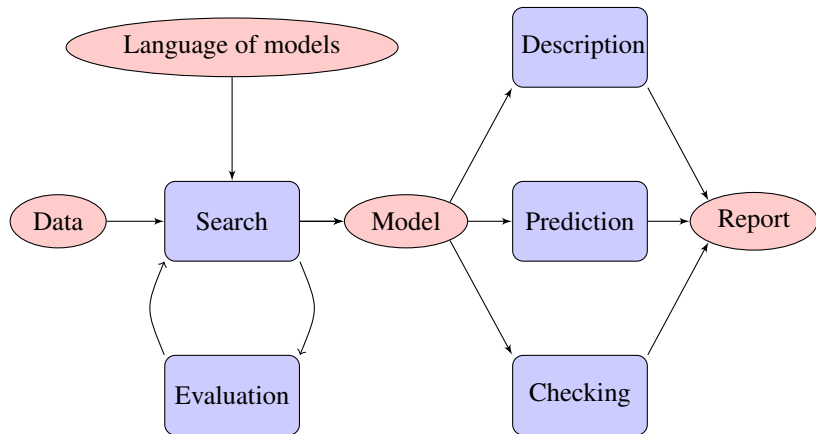 Language of models
Description
Data
Search
Model
Prediction
Report
Evaluation
Checking